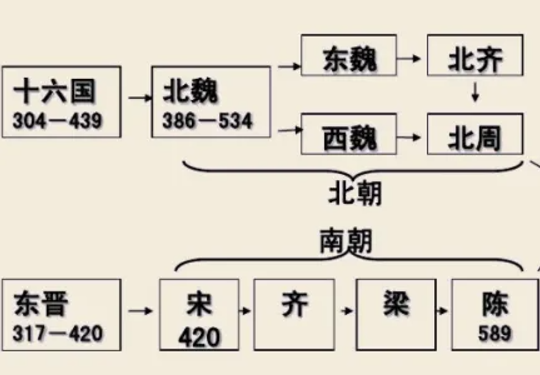 东魏
北齐
十六国
304－439
北魏
386－534
西魏
北周
北朝
南朝
东晋
317－420
宋
420
齐
梁
陈
589